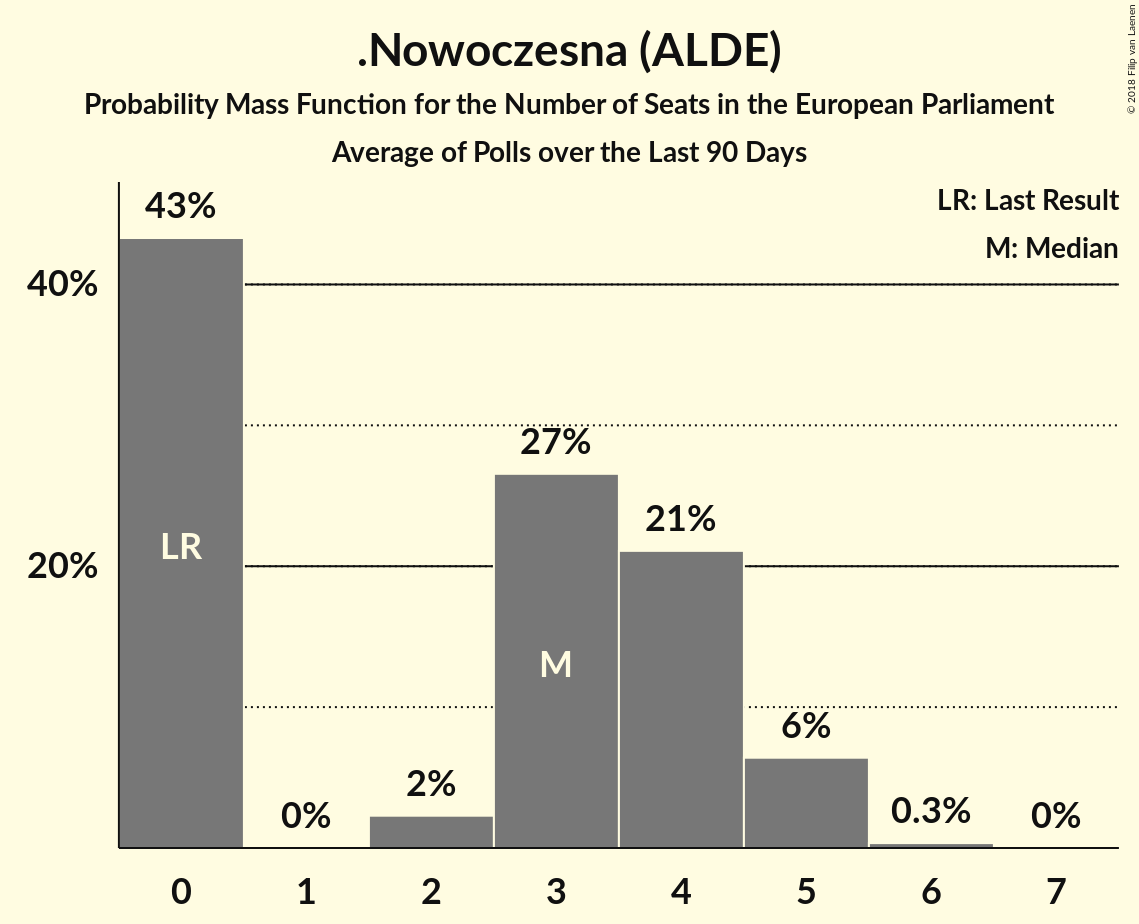 .Nowoczesna (ALDE)
Probability Mass Function for the Number of Seats in the European Parliament
Average of Polls over the Last 90 Days
© 2018 Filip van Laenen
LR: Last Result
M: Median
43%
40%
27%
21%
20%
LR
M
6%
2%
0%
0.3%
0%
0 1 2 3 4 5 6 7